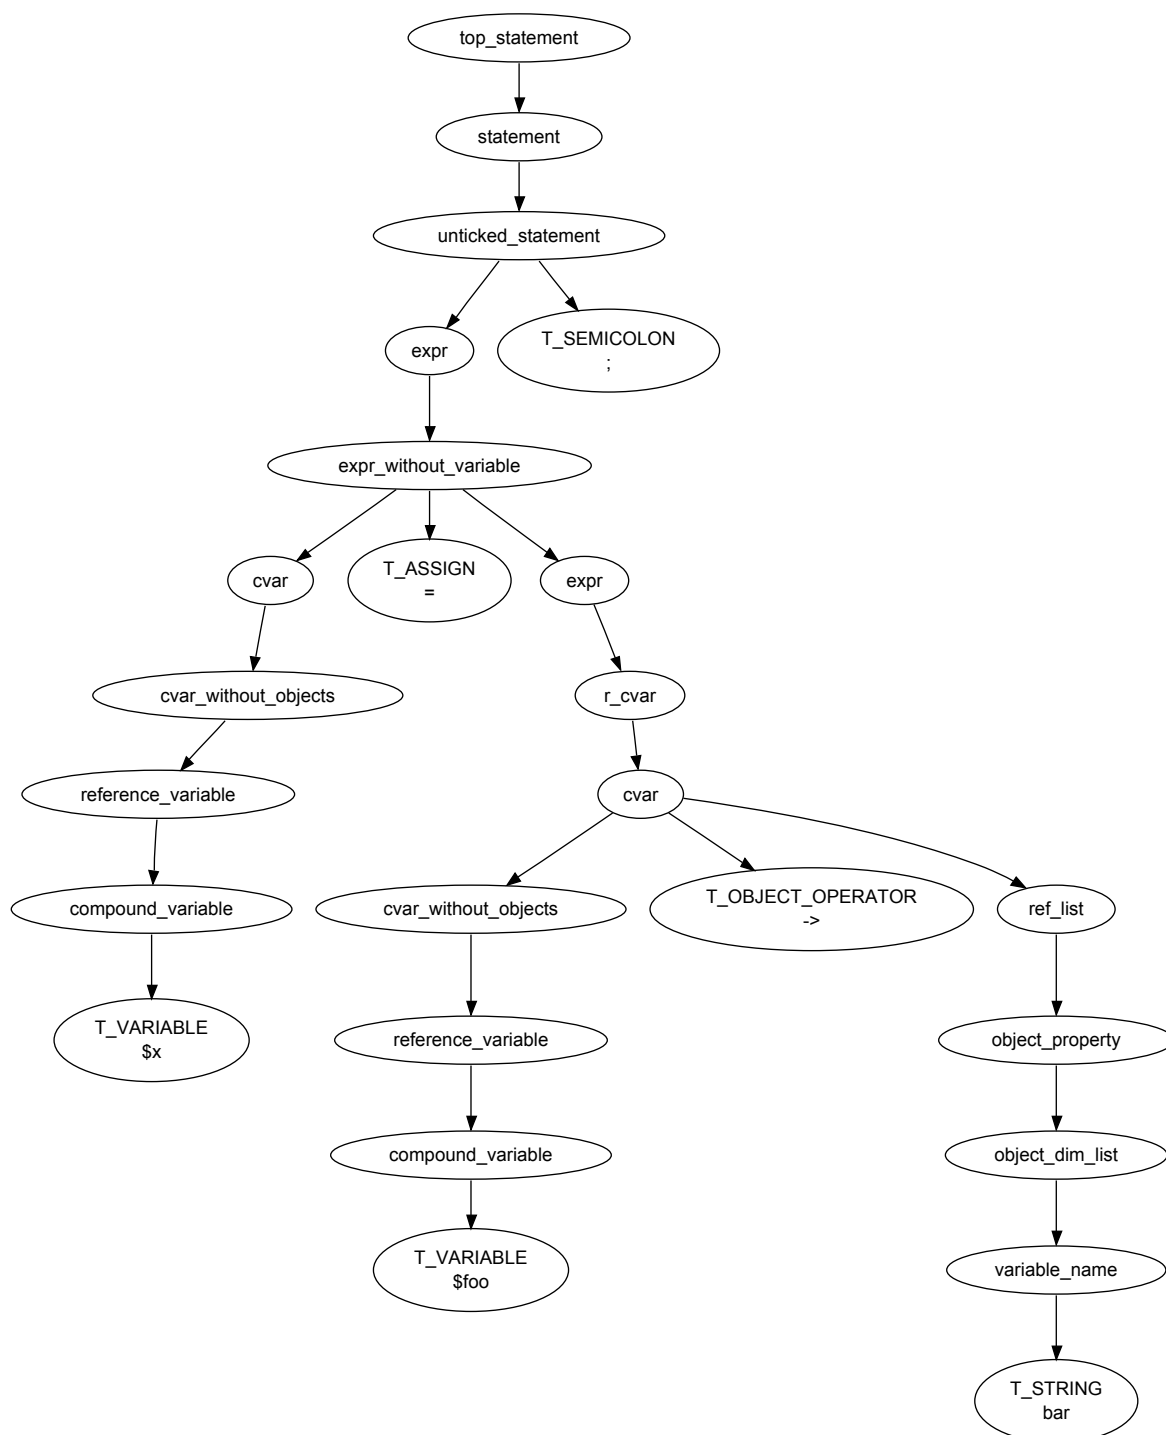 top_statement
statement
unticked_statement
expr
T_SEMICOLON
;
expr_without_variable
cvar
T_ASSIGN
=
expr
cvar_without_objects
r_cvar
reference_variable
cvar
compound_variable
cvar_without_objects
T_OBJECT_OPERATOR
->
ref_list
T_VARIABLE
$x
reference_variable
object_property
compound_variable
object_dim_list
T_VARIABLE
$foo
variable_name
T_STRING
bar